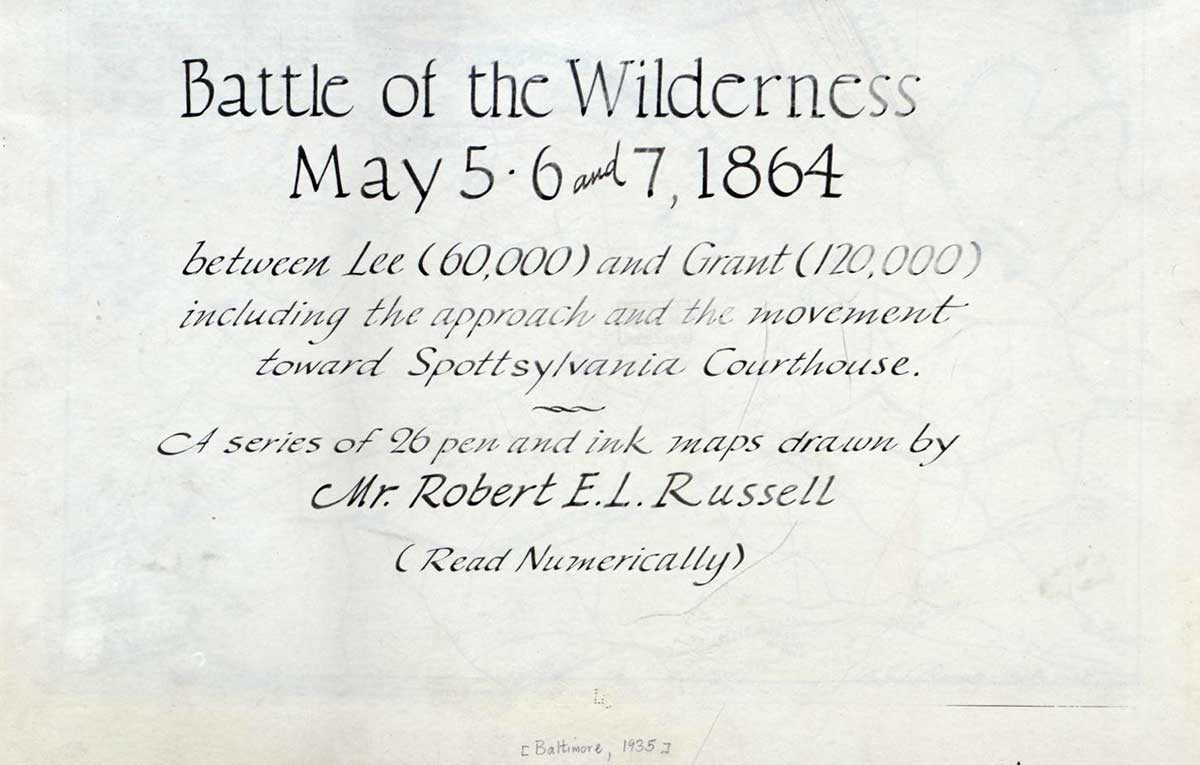 Battle of the Wilderness
May 5 · 6 and 7, 1864
between Lee (60,000) and Grant (120,000)
including the approach and the movement
toward Spottsylvania Courthouse.
A series of 26 pen and ink maps drawn by
Mr. Robert E.L. Russell
(Read Numerically)
[Baltimore, 1935]